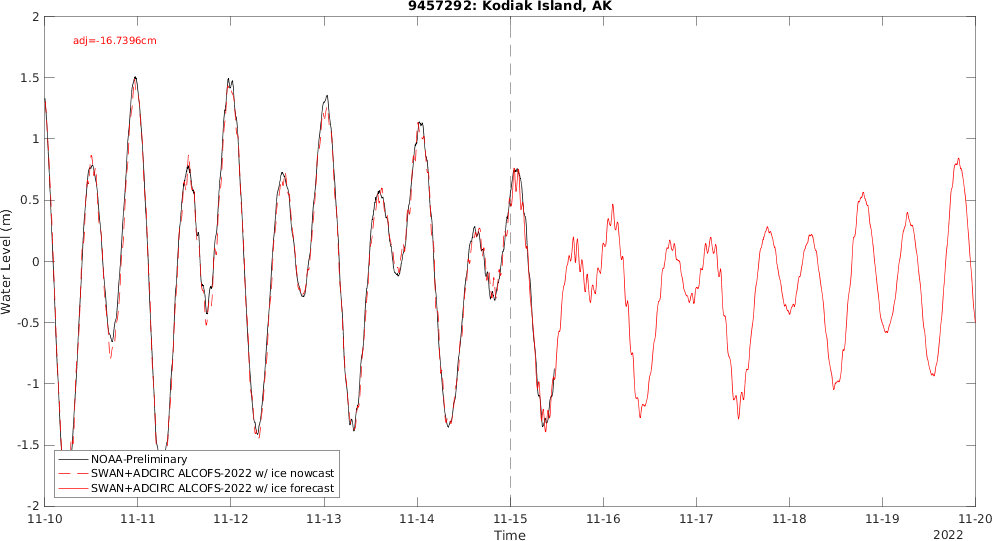 9457292: Kodiak Island, AK
adj=-16.7396cm
2
1.5
1
0.5
0
-0.5
-1
-1.5
-2
Water Level (m)
NOAA-Preliminary
SWAN+ADCIRC ALCOFS-2022 w/ ice nowcast
SWAN+ADCIRC ALCOFS-2022 w/ ice forecast
11-10 11-11 11-12 11-13 11-14 11-15 11-16 11-17 11-18 11-19 11-20
Time
2022